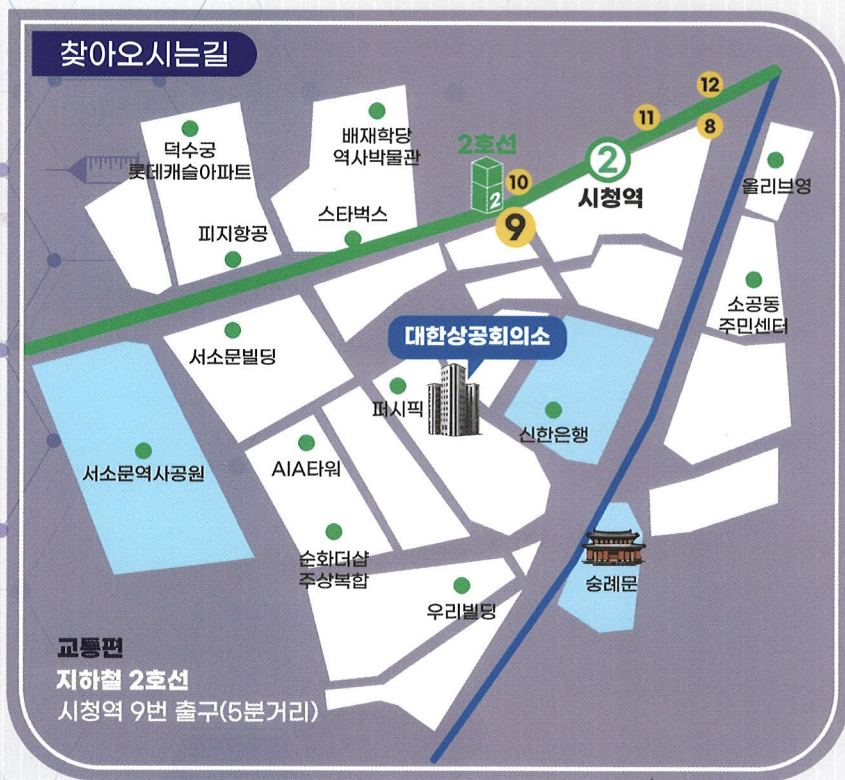 찾아오시는길
덕수궁
롯데캐슬아파트
배재학당
역사박물관
2호선
2
10
9
11
12
8
2
시청역
올리브영
피지항공
스타벅스
소공동
주민센터
서소문빌딩
대한상공회의소
퍼시픽
신한은행
서소문역사공원
AIA타워
순화더샵
주상복합
우리빌딩
숭례문
교통편
지하철 2호선
시청역 9번 출구(5분거리)